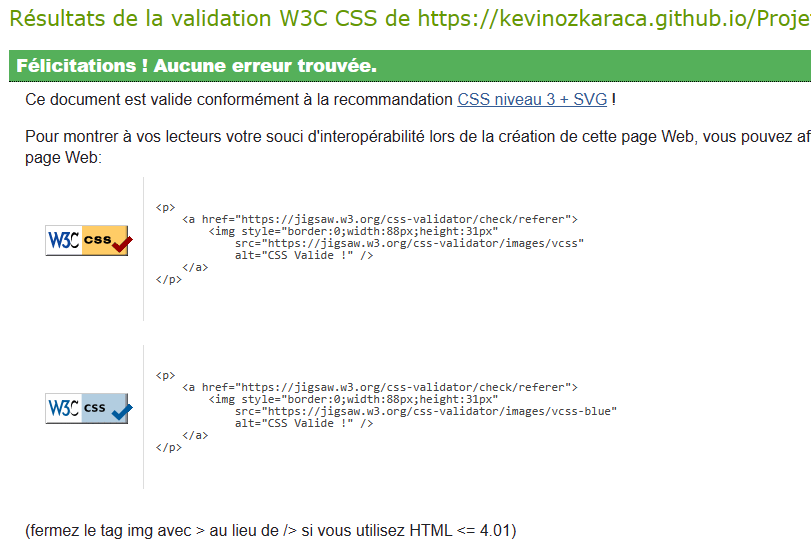 Résultats de la validation W3C CSS de https://kevinozkaraca.github.io/Proje
Félicitations ! Aucune erreur trouvée.
Ce document est valide conformément à la recommandation CSS niveau 3 + SVG !
Pour montrer à vos lecteurs votre souci d'interopérabilité lors de la création de cette page Web, vous pouvez af
page Web:
W3C css
<p>
<a href="https://jigsaw.w3.org/css-validator/check/referer">
<img style="border:0;width:88px;height:31px"
src="https://jigsaw.w3.org/css-validator/images/vcss"
alt="CSS Valide !" />
</a>
</p>
W3C css
<p>
<a href="https://jigsaw.w3.org/css-validator/check/referer">
<img style="border:0;width:88px;height:31px"
src="https://jigsaw.w3.org/css-validator/images/vcss-blue"
alt="CSS Valide !" />
</a>
</p>
(fermez le tag img avec > au lieu de /> si vous utilisez HTML <= 4.01)